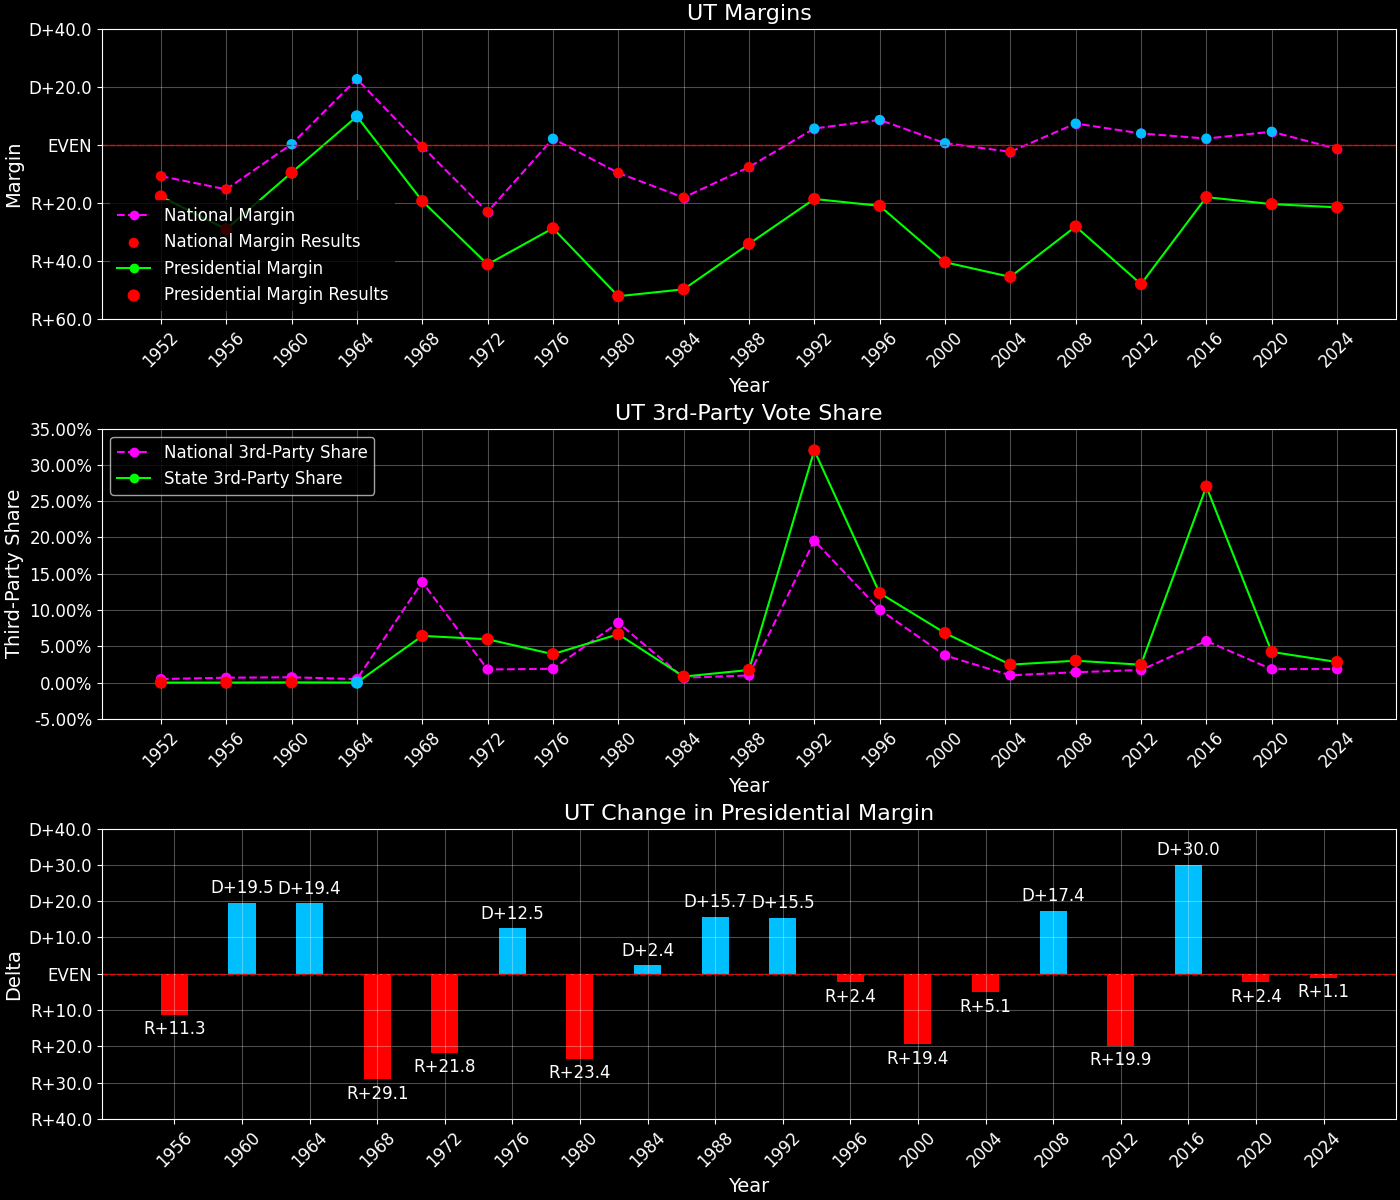 UT Margins
D+40.0
D+20.0
EVEN
R+20.0
R+40.0
R+60.0
Margin
National Margin
National Margin Results
Presidential Margin
Presidential Margin Results
1952 1956 1960 1964 1968 1972 1976 1980 1984 1988 1992 1996 2000 2004 2008 2012 2016 2020 2024
Year
UT 3rd-Party Vote Share
35.00%
30.00%
25.00%
20.00%
15.00%
10.00%
5.00%
0.00%
-5.00%
Third-Party Share
National 3rd-Party Share
State 3rd-Party Share
1952 1956 1960 1964 1968 1972 1976 1980 1984 1988 1992 1996 2000 2004 2008 2012 2016 2020 2024
Year
UT Change in Presidential Margin
D+40.0
D+30.0
D+20.0
D+10.0
EVEN
R+10.0
R+20.0
R+30.0
R+40.0
Delta
R+11.3
D+19.5
D+19.4
R+29.1
R+21.8
D+12.5
R+23.4
D+2.4
D+15.7
D+15.5
R+2.4
R+19.4
R+5.1
D+17.4
R+19.9
D+30.0
R+2.4
R+1.1
1956 1960 1964 1968 1972 1976 1980 1984 1988 1992 1996 2000 2004 2008 2012 2016 2020 2024
Year